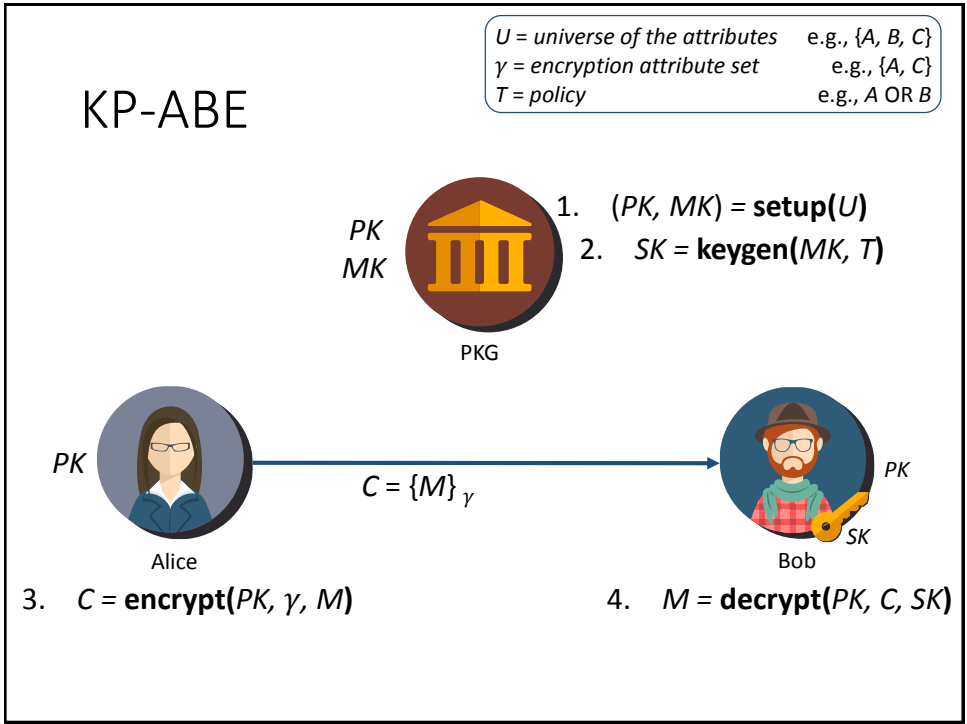 U = universe of the attributes e.g., {A, B, C}
γ = encryption attribute set e.g., {A, C}
T = policy e.g., A OR B
KP-ABE
1. (PK, MK) = setup(U)
2. SK = keygen(MK, T)
PK
MK
PKG
PK
C = {M} γ
PK
SK
Alice
Bob
3. C = encrypt(PK, γ, M)
4. M = decrypt(PK, C, SK)